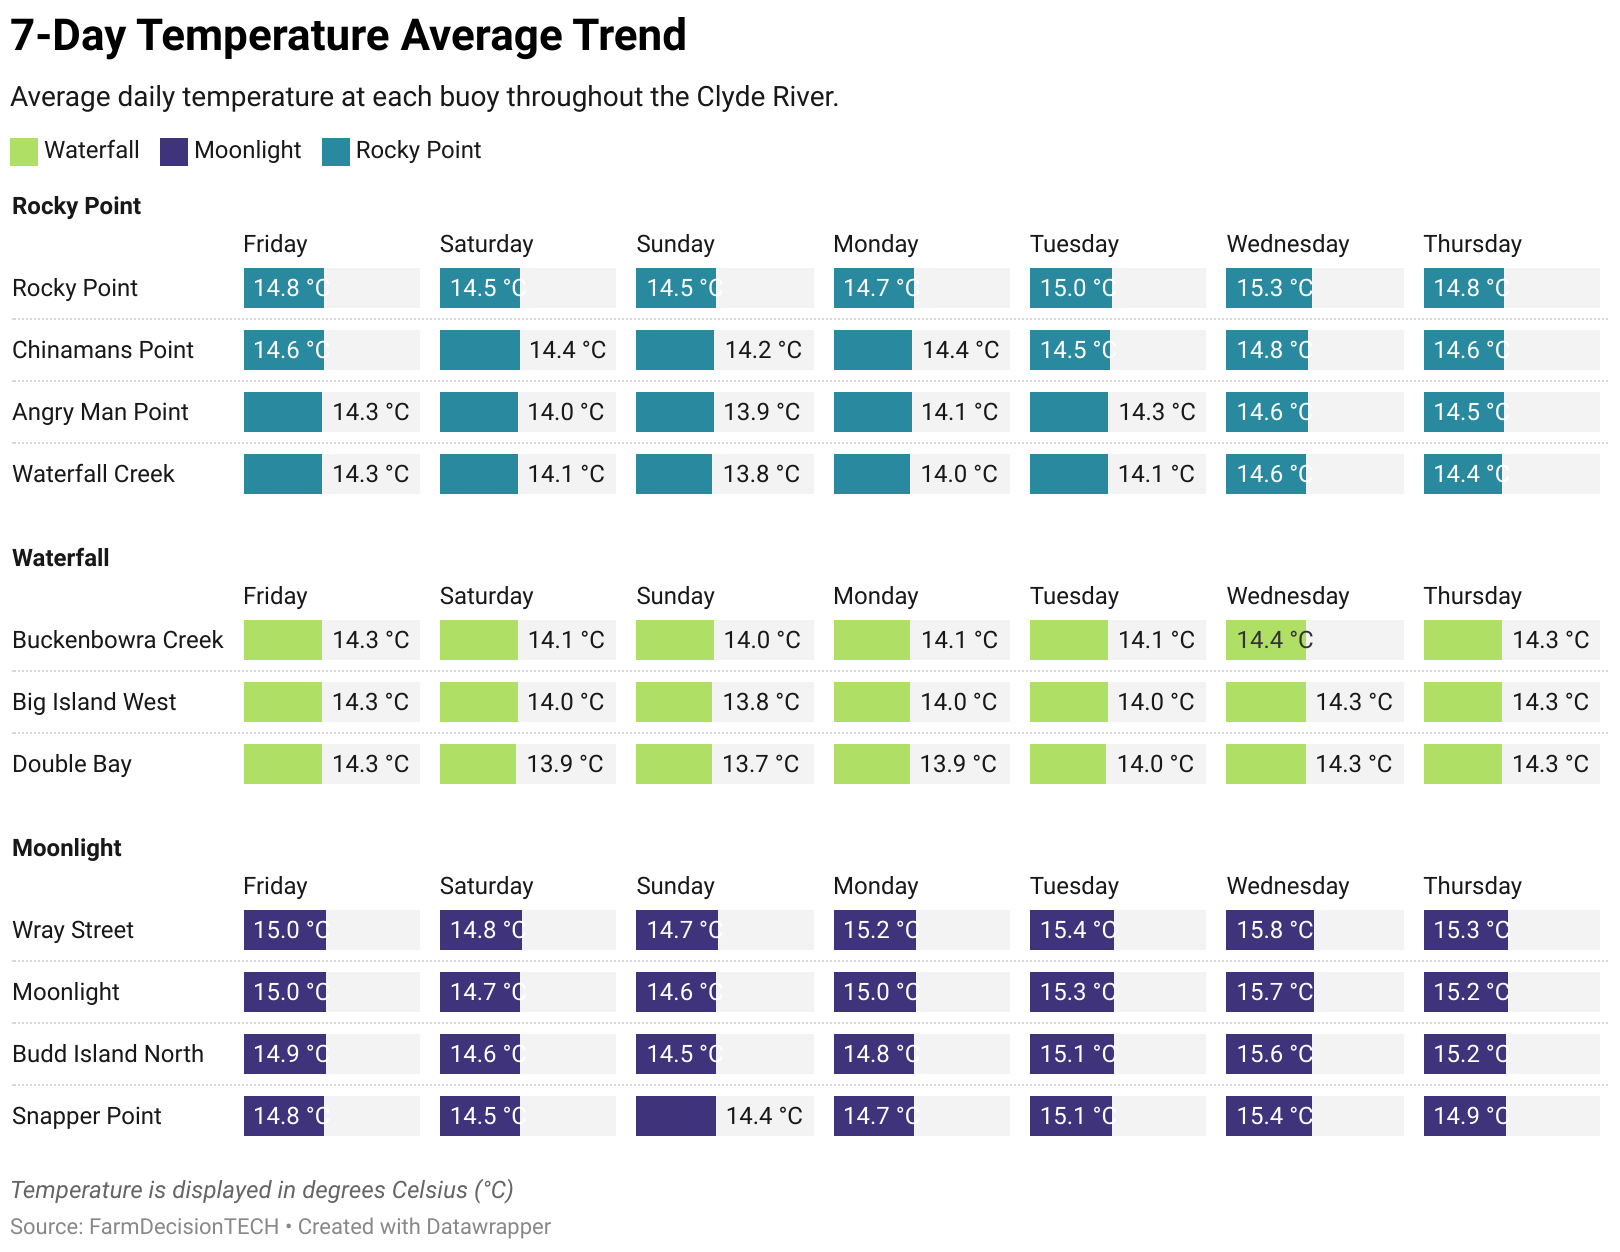 7-Day Temperature Average Trend
Average daily temperature at each buoy throughout the Clyde River.
Waterfall Moonlight Rocky Point
Rocky Point
Friday Saturday Sunday Monday Tuesday Wednesday Thursday
Rocky Point 14.8 °C 14.5 °C 14.5 °C 14.7 °C 15.0 °C 15.3 °C 14.8 °C
Chinamans Point 14.6 °C 14.4 °C 14.2 °C 14.4 °C 14.5 °C 14.8 °C 14.6 °C
Angry Man Point 14.3 °C 14.0 °C 13.9 °C 14.1 °C 14.3 °C 14.6 °C 14.5 °C
Waterfall Creek 14.3 °C 14.1 °C 13.8 °C 14.0 °C 14.1 °C 14.6 °C 14.4 °C
Waterfall
Friday Saturday Sunday Monday Tuesday Wednesday Thursday
Buckenbowra Creek 14.3 °C 14.1 °C 14.0 °C 14.1 °C 14.1 °C 14.4 °C 14.3 °C
Big Island West 14.3 °C 14.0 °C 13.8 °C 14.0 °C 14.0 °C 14.3 °C 14.3 °C
Double Bay 14.3 °C 13.9 °C 13.7 °C 13.9 °C 14.0 °C 14.3 °C 14.3 °C
Moonlight
Friday Saturday Sunday Monday Tuesday Wednesday Thursday
Wray Street 15.0 °C 14.8 °C 14.7 °C 15.2 °C 15.4 °C 15.8 °C 15.3 °C
Moonlight 15.0 °C 14.7 °C 14.6 °C 15.0 °C 15.3 °C 15.7 °C 15.2 °C
Budd Island North 14.9 °C 14.6 °C 14.5 °C 14.8 °C 15.1 °C 15.6 °C 15.2 °C
Snapper Point 14.8 °C 14.5 °C 14.4 °C 14.7 °C 15.1 °C 15.4 °C 14.9 °C
Temperature is displayed in degrees Celsius (°C)
Source: FarmDecisionTECH • Created with Datawrapper